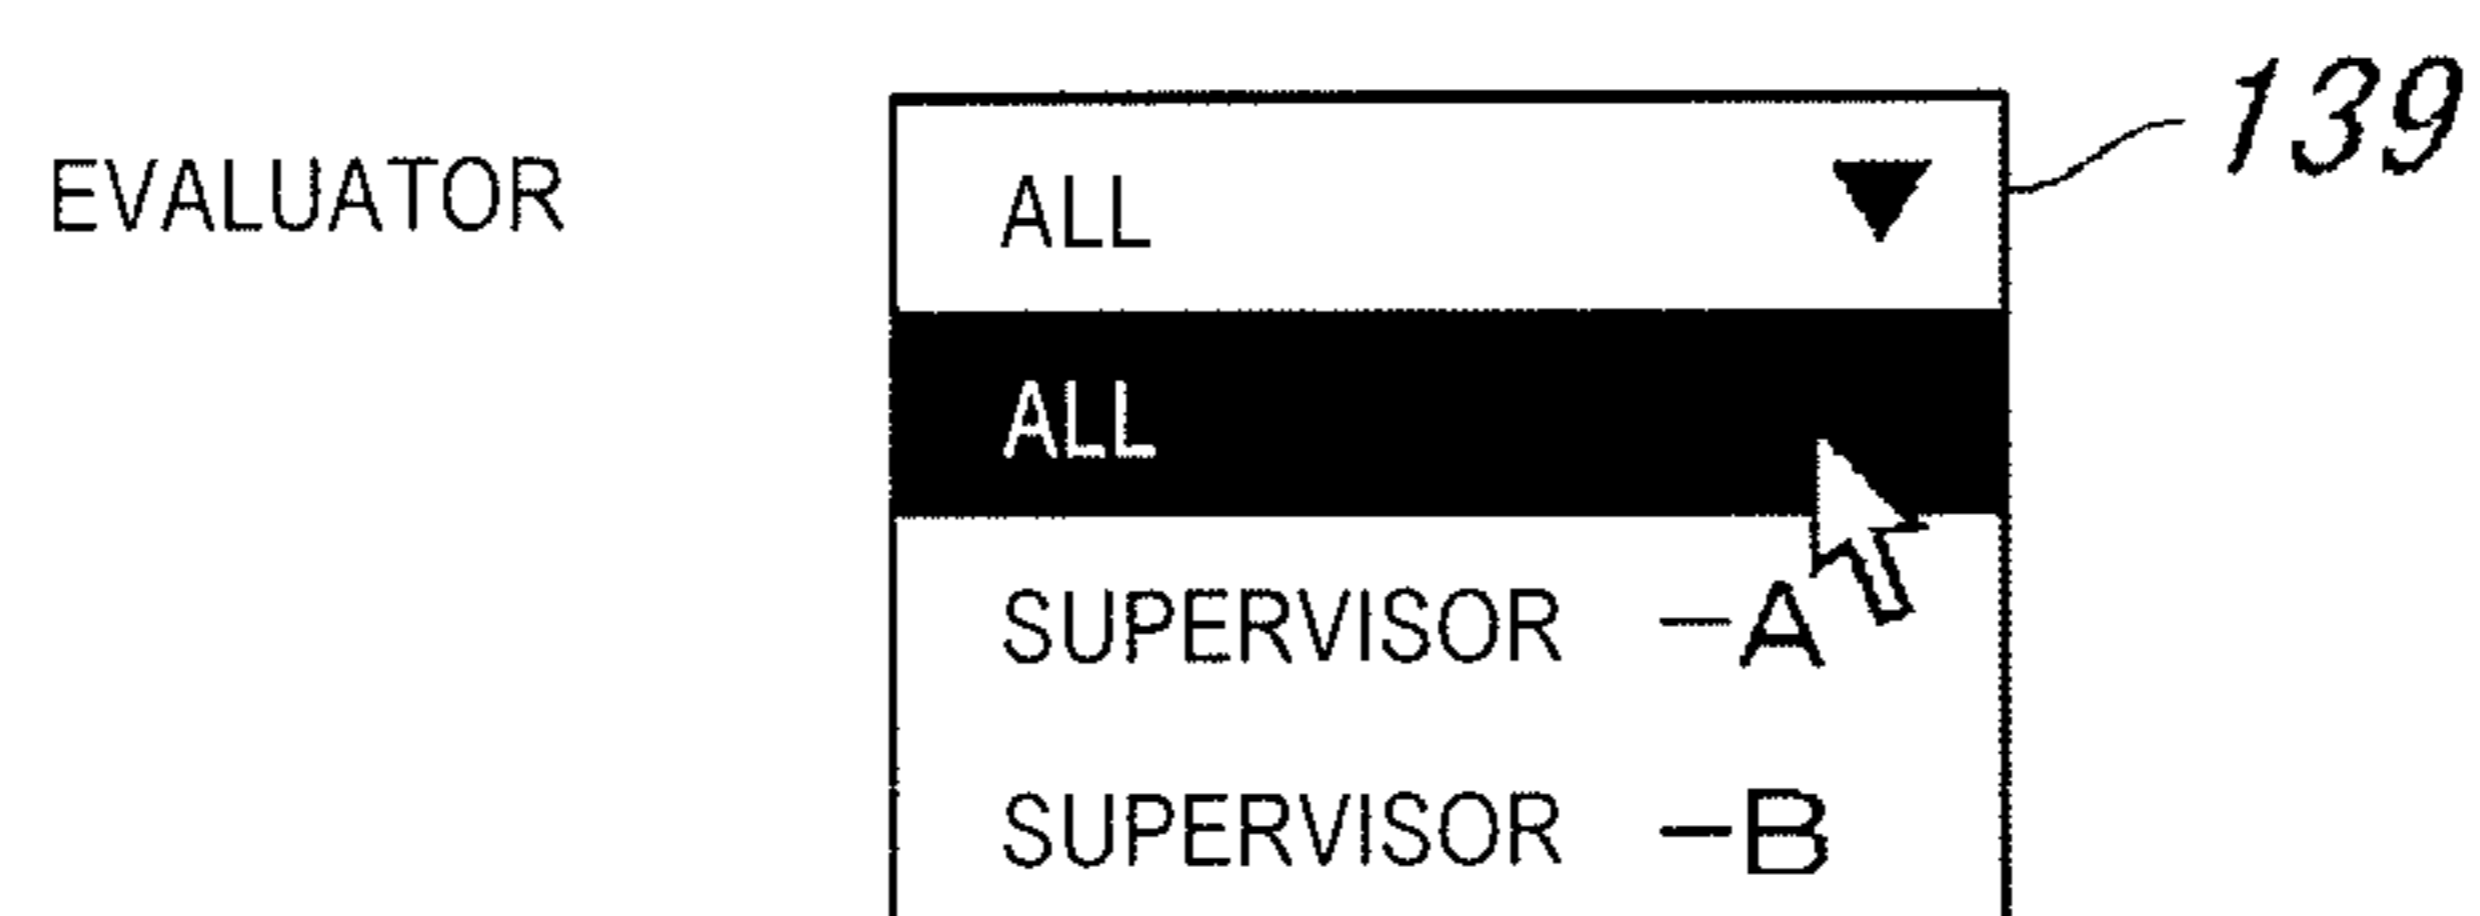 139
EVALUATOR ALL
ALL
SUPERVISOR -A
SUPERVISOR -B